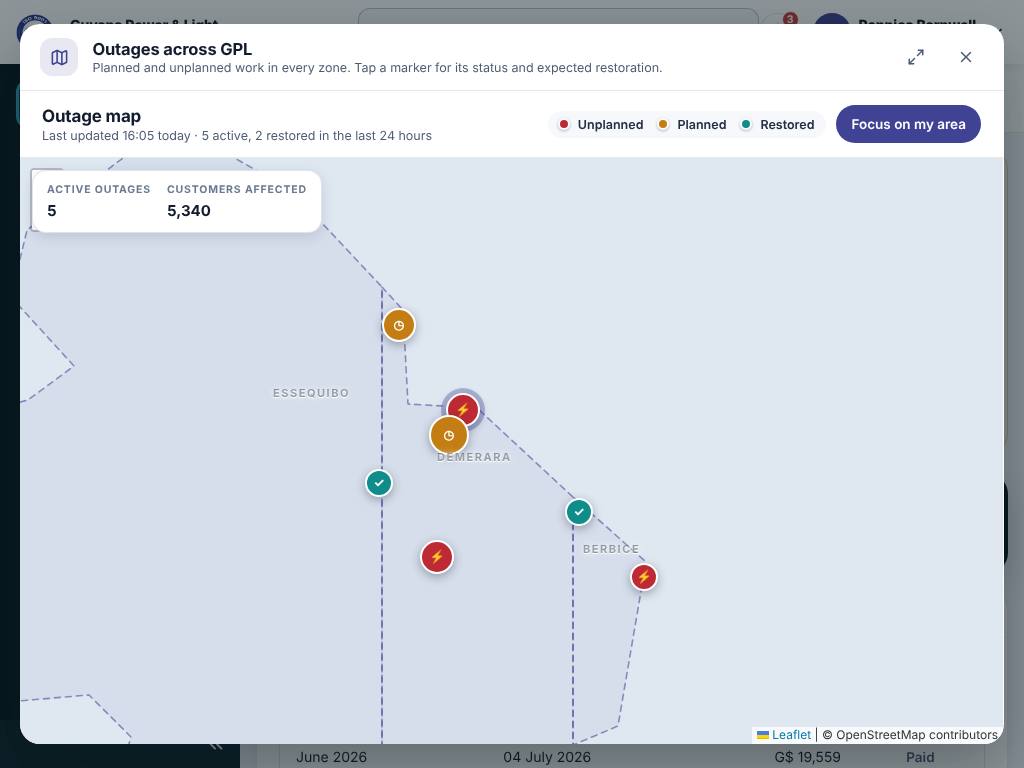 3
Outages across GPL
Planned and unplanned work in every zone. Tap a marker for its status and expected restoration.
Outage map
Last updated 16:05 today · 5 active, 2 restored in the last 24 hours
Unplanned
Planned
Restored
Focus on my area
ACTIVE OUTAGES
CUSTOMERS AFFECTED
5
5,340
ESSEQUIBO
DEMERARA
BERBICE
Leaflet | © OpenStreetMap contributors
June 2026
04 July 2026
G$ 19,559
Paid